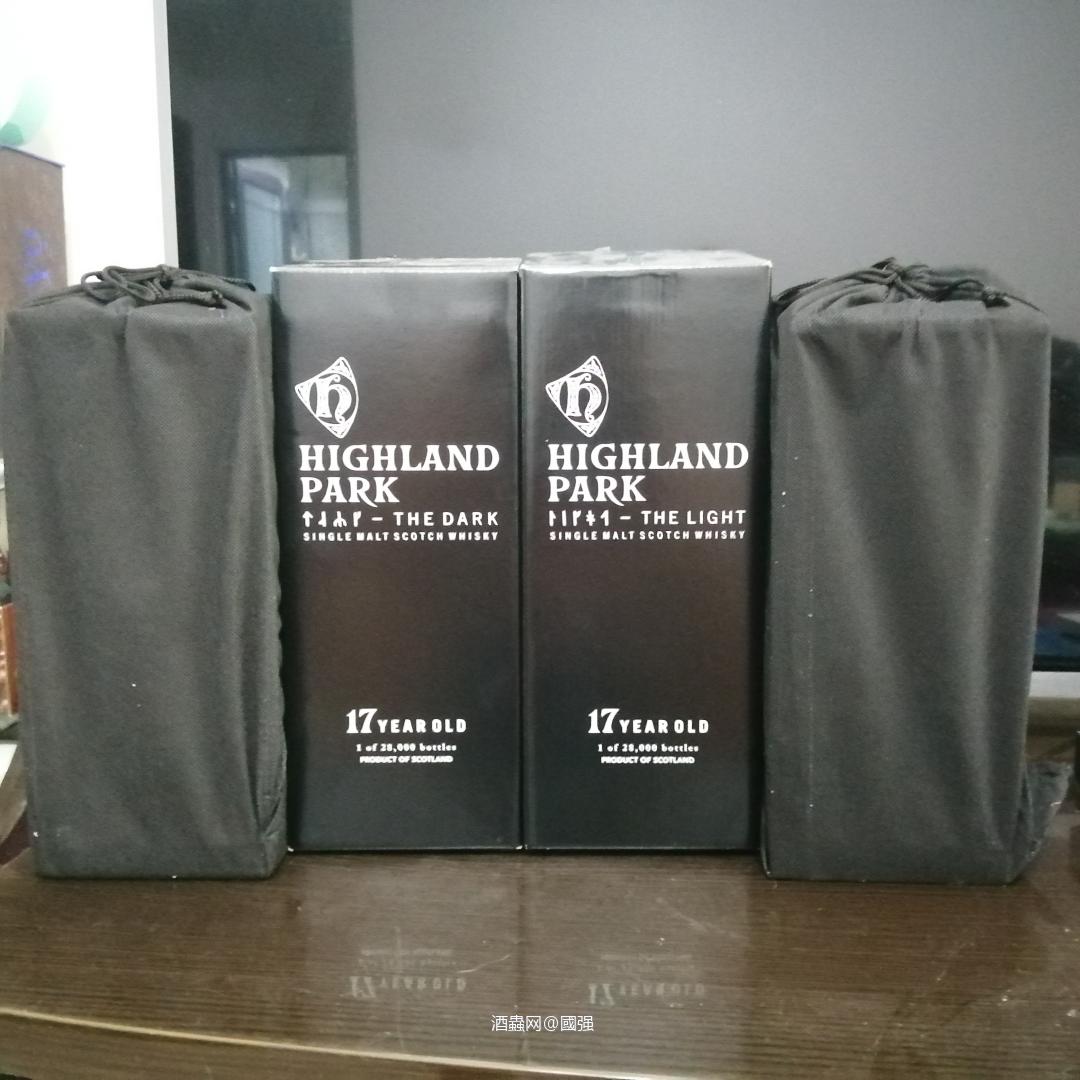 HIGHLAND
PARK
ᛏᛆᚤᚴ – THE DARK
SINGLE MALT SCOTCH WHISKY
17 YEAR OLD
1 of 28,000 bottles
PRODUCT OF SCOTLAND
HIGHLAND
PARK
– THE LIGHT
SINGLE MALT SCOTCH WHISKY
17 YEAR OLD
1 of 28,000 bottles
PRODUCT OF SCOTLAND
酒蟲网@國强